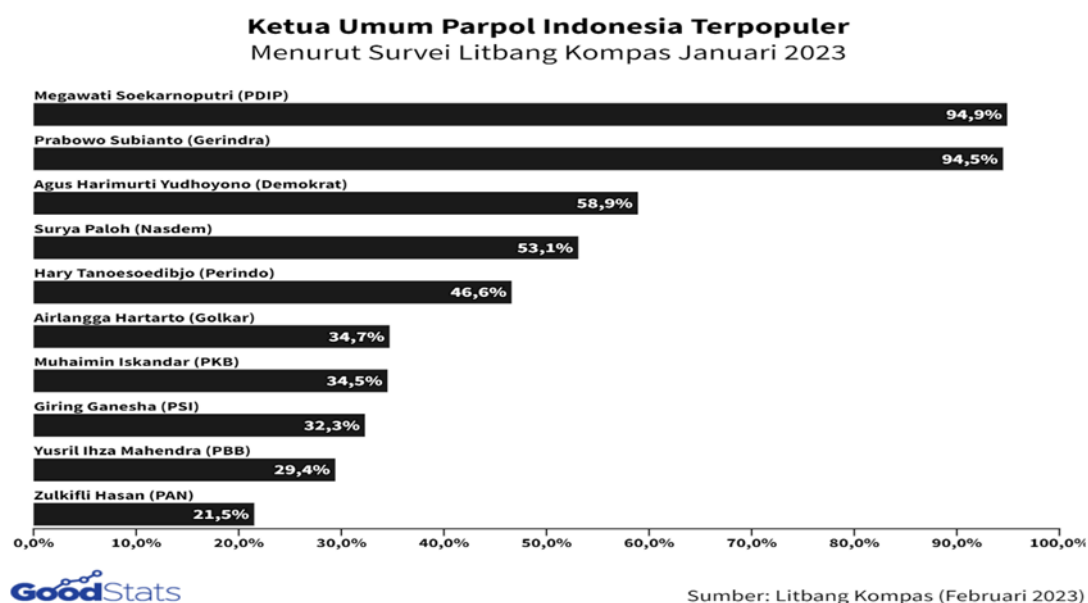 Ketua Umum Parpol Indonesia Terpopuler
Menurut Survei Litbang Kompas Januari 2023
Megawati Soekarnoputri (PDIP)
94,9%
Prabowo Subianto (Gerindra)
94,5%
Agus Harimurti Yudhoyono (Demokrat)
58,9%
Surya Paloh (Nasdem)
53,1%
Hary Tanoesoedibjo (Perindo)
46,6%
Airlangga Hartarto (Golkar)
34,7%
Muhaimin Iskandar (PKB)
34,5%
Giring Ganesha (PSI)
32,3%
Yusril Ihza Mahendra (PBB)
29,4%
Zulkifli Hasan (PAN)
21,5%
0,0% 10,0% 20,0% 30,0% 40,0% 50,0% 60,0% 70,0% 80,0% 90,0% 100,0%
GoodStats
Sumber: Litbang Kompas (Februari 2023)